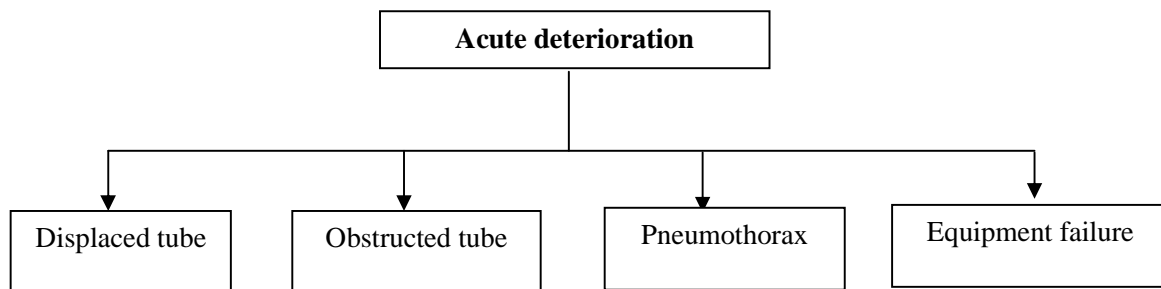 Acute deterioration
Displaced tube
Obstructed tube
Pneumothorax
Equipment failure